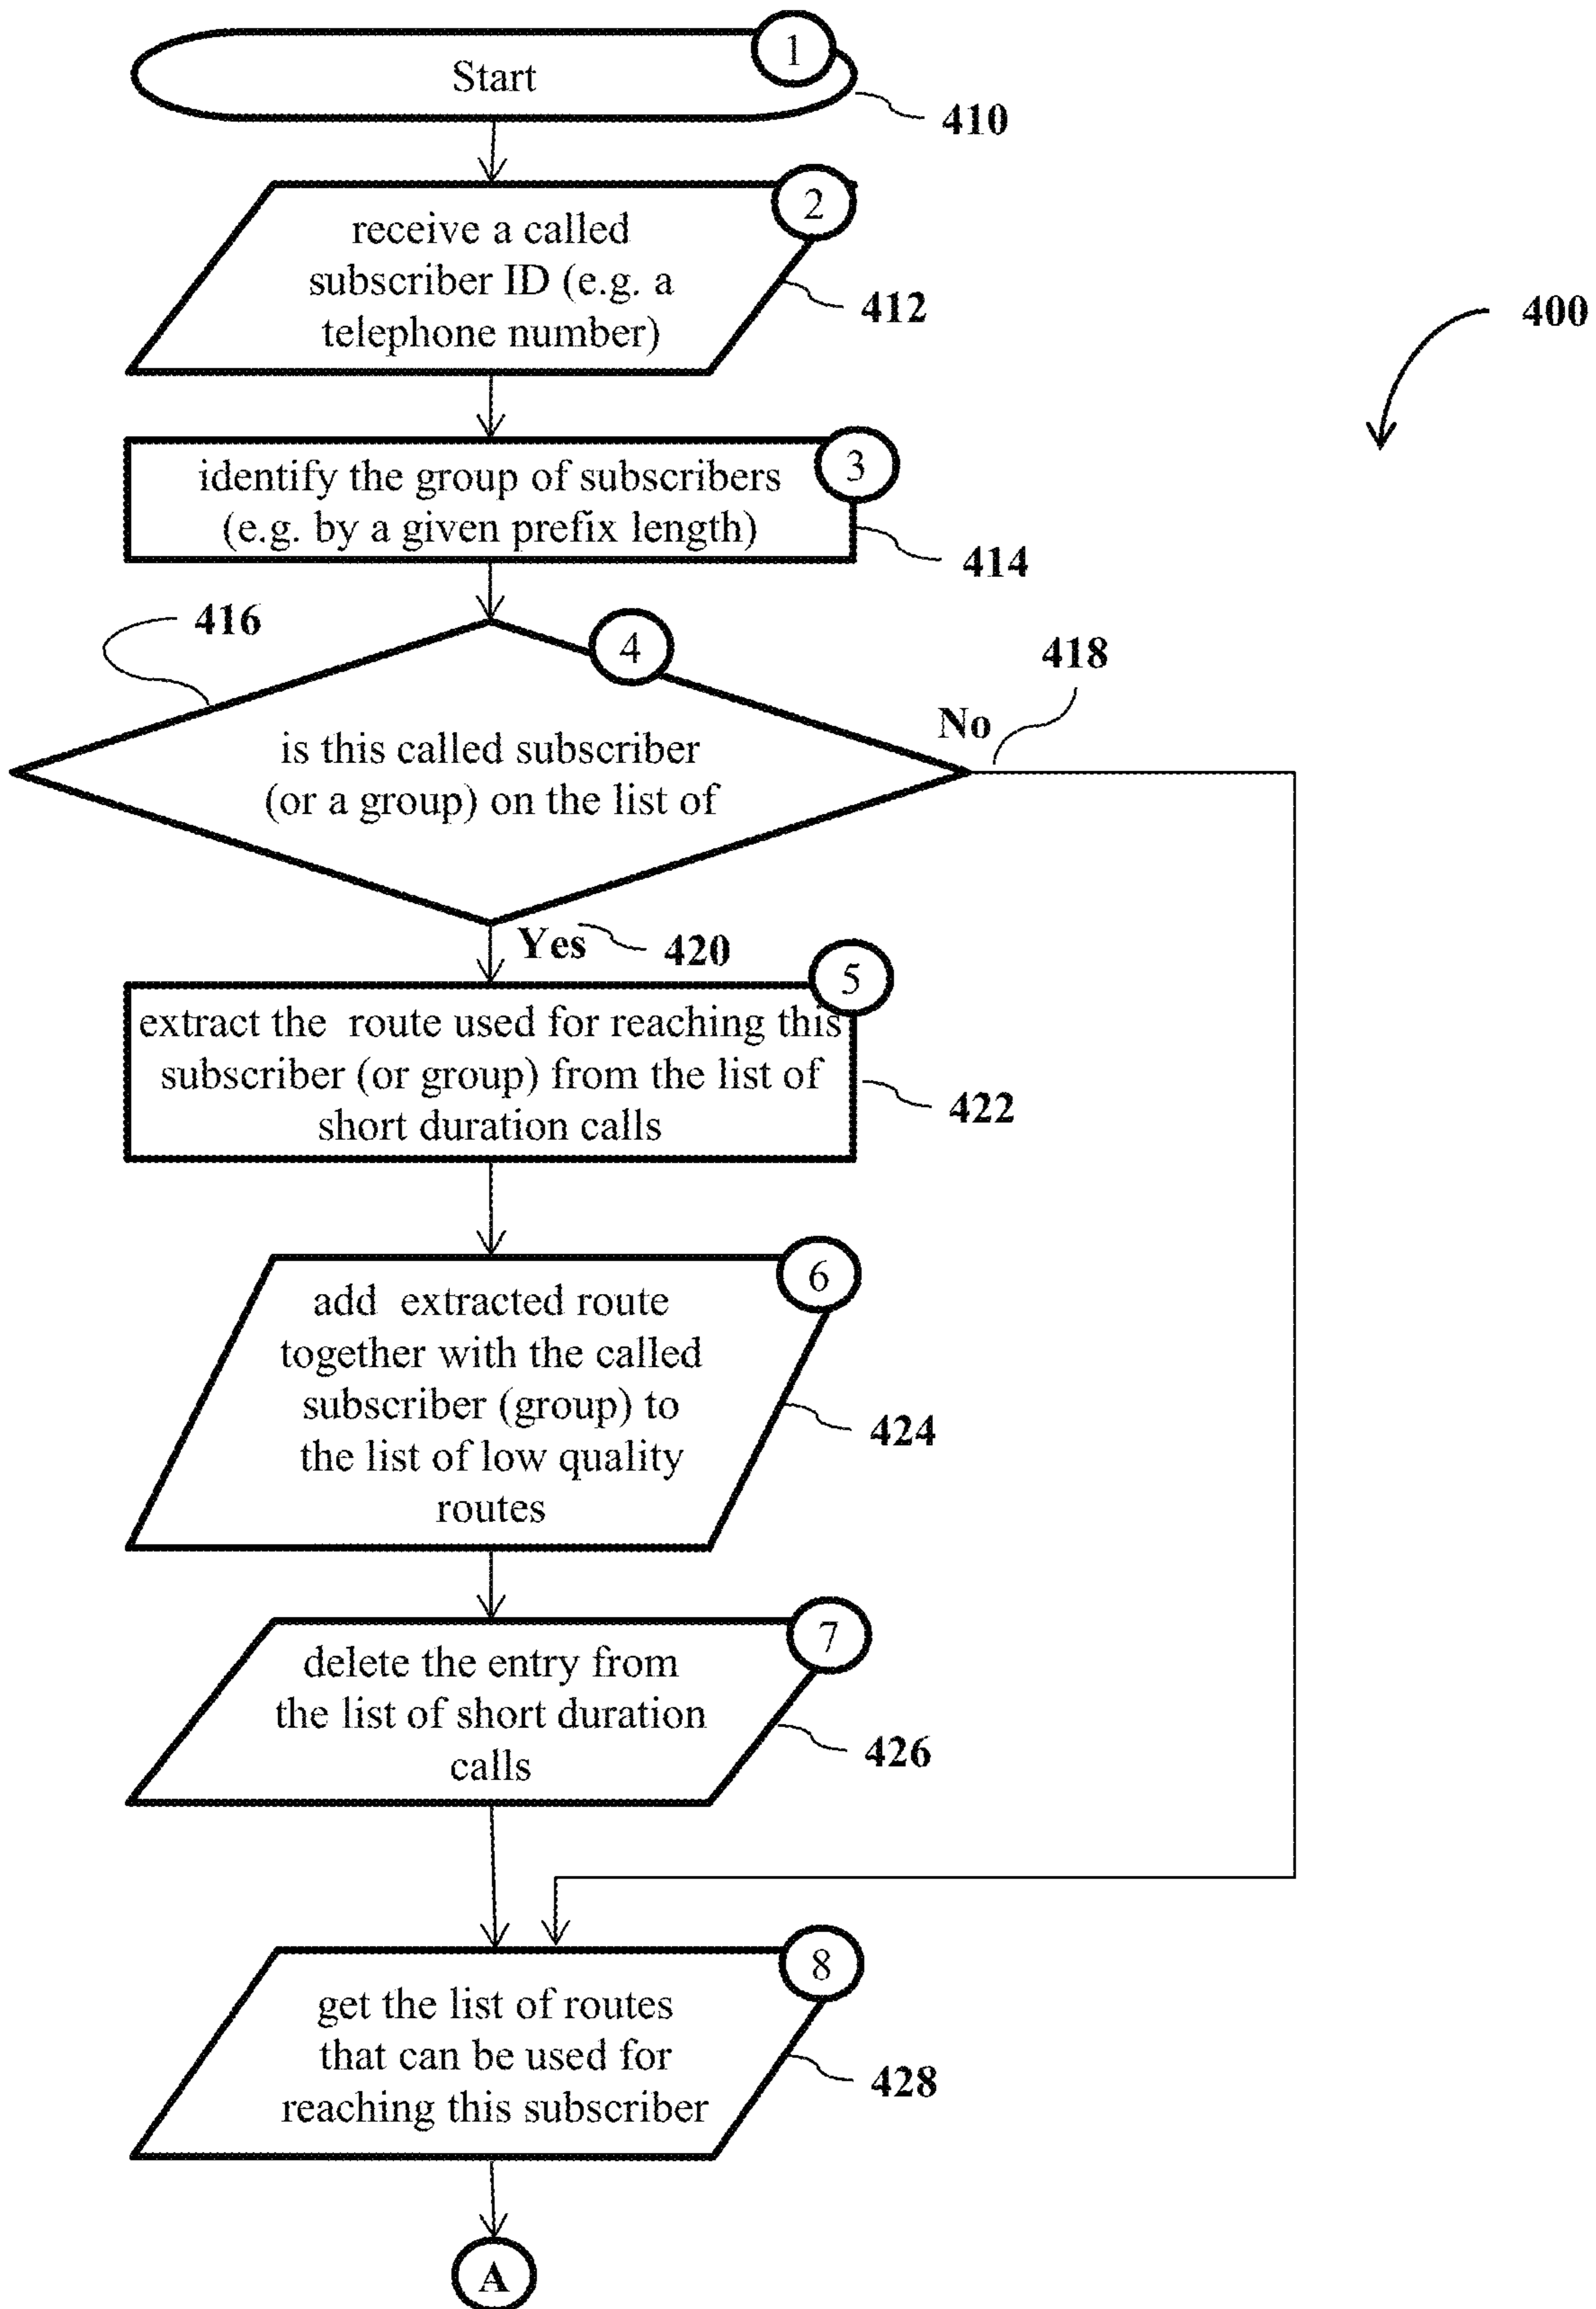 1
Start
410
2
receive a called
subscriber ID (e.g. a
telephone number)
412
400
3
identify the group of subscribers
(e.g. by a given prefix length)
414
416
4
418
No
is this called subscriber
(or a group) on the list of
Yes
420
5
extract the route used for reaching this
subscriber (or group) from the list of
short duration calls
422
6
add extracted route
together with the called
subscriber (group) to
the list of low quality
routes
424
7
delete the entry from
the list of short duration
calls
426
8
get the list of routes
that can be used for
reaching this subscriber
428
A